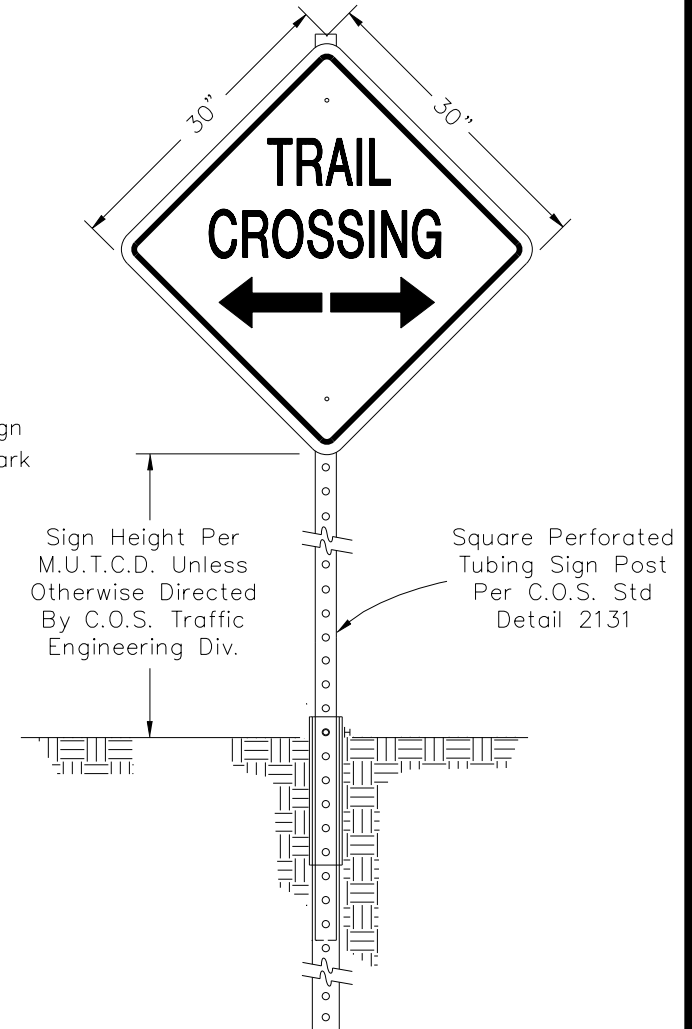 30”
30”
TRAIL
CROSSING
Sign Height Per
M.U.T.C.D. Unless
Otherwise Directed
By C.O.S. Traffic
Engineering Div.
Square Perforated
Tubing Sign Post
Per C.O.S. Std
Detail 2131